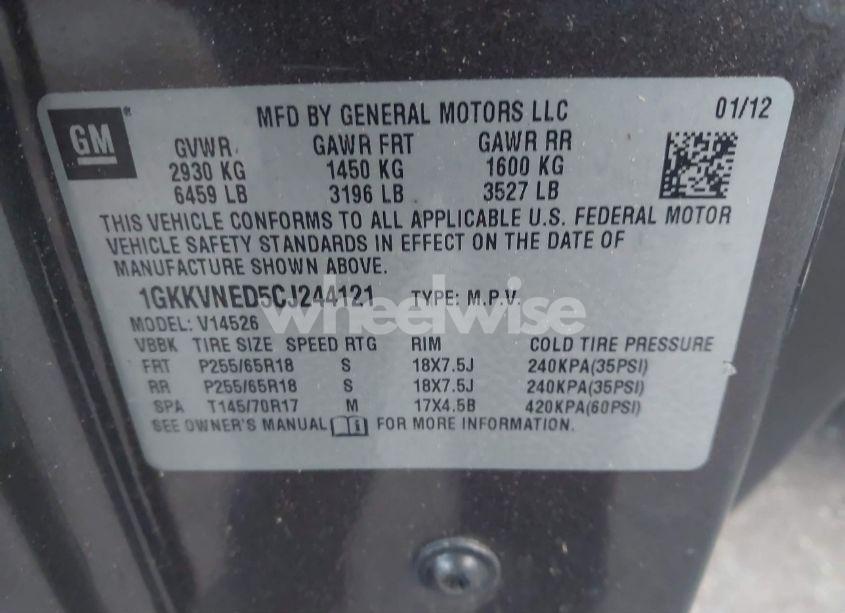 GM
MFD BY GENERAL MOTORS LLC 01/12
GVWR GAWR FRT GAWR RR
2930 KG 1450 KG 1600 KG
6459 LB 3196 LB 3527 LB
THIS VEHICLE CONFORMS TO ALL APPLICABLE U.S. FEDERAL MOTOR
VEHICLE SAFETY STANDARDS IN EFFECT ON THE DATE OF
MANUFACTURE SHOWN ABOVE.
1GKKVNED5CJ244121 TYPE: M.P.V.
wheelwise
MODEL: V14526
VBBK TIRE SIZE SPEED RTG RIM COLD TIRE PRESSURE
FRT P255/65R18 S 18X7.5J 240KPA(35PSI)
RR P255/65R18 S 18X7.5J 240KPA(35PSI)
SPA T145/70R17 M 17X4.5B 420KPA(60PSI)
SEE OWNER'S MANUAL FOR MORE INFORMATION.